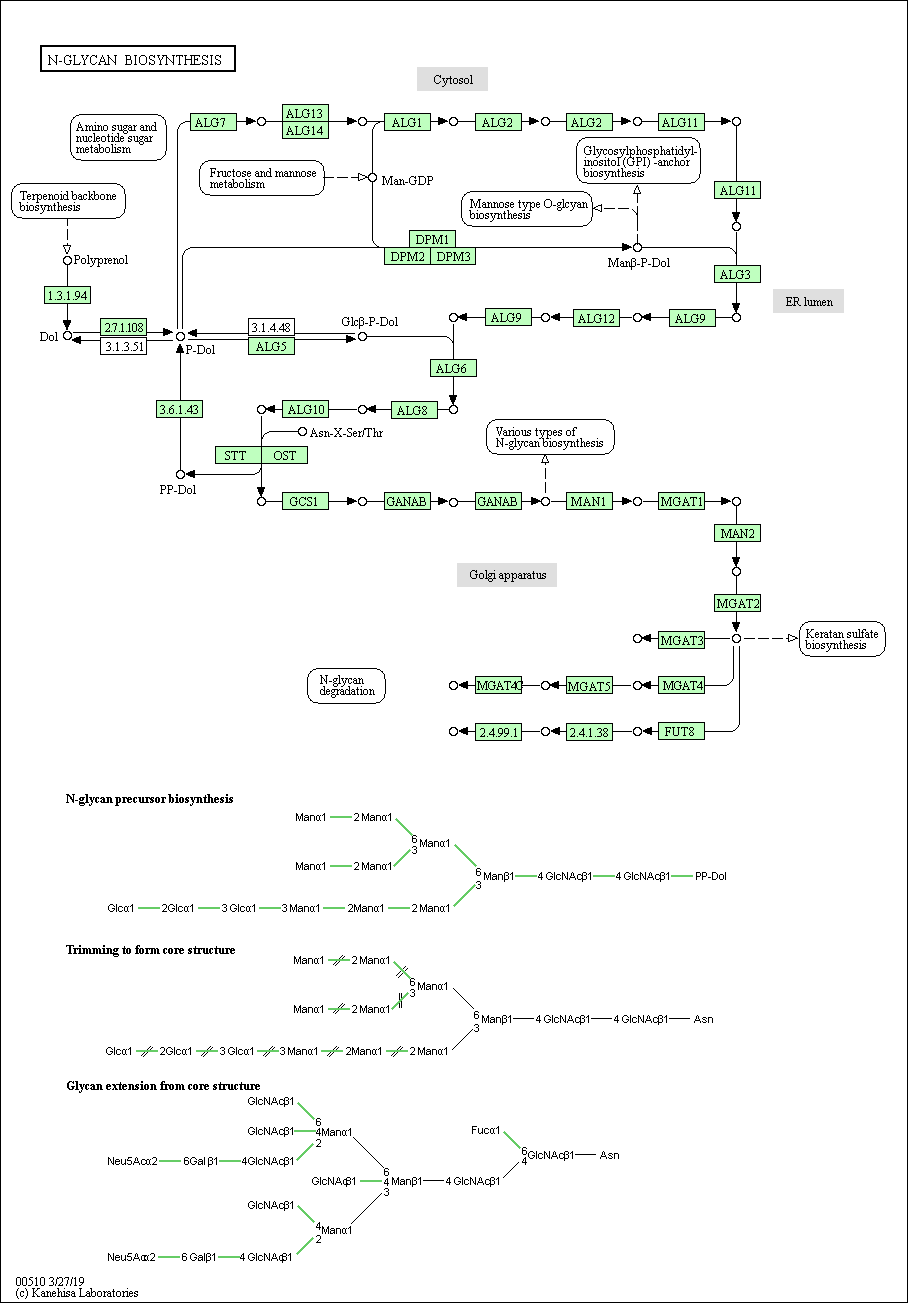 N-GLYCAN BIOSYNTHESIS
Cytosol
Amino sugar and
nucleotide sugar
metabolism
ALG7
ALG13
ALG14
ALG1
ALG2
ALG2
ALG11
Glycosylphosphatidyl-
inositol (GPI) -anchor
biosynthesis
Fructose and mannose
metabolism
Man-GDP
Terpenoid backbone
biosynthesis
ALG11
Mannose type O-glcyan
biosynthesis
DPM1
DPM2
DPM3
Polyprenol
Manβ-P-Dol
ALG3
1.3.1.94
ER lumen
ALG9
ALG12
ALG9
Glcβ-P-Dol
2.7.1.108
3.1.4.48
Dol
3.1.3.51
P-Dol
ALG5
ALG6
3.6.1.43
ALG10
ALG8
Asn-X-Ser/Thr
Various types of
N-glycan biosynthesis
STT
OST
PP-Dol
GCS1
GANAB
GANAB
MAN1
MGAT1
MAN2
Golgi apparatus
MGAT2
MGAT3
Keratan sulfate
biosynthesis
N-glycan
degradation
MGAT4C
MGAT5
MGAT4
2.4.99.1
2.4.1.38
FUT8
N-glycan precursor biosynthesis
Manα1 2 Manα1
6
3
Manα1
Manα1 2 Manα1
6
3
Manβ1 4 GlcNAcβ1 4 GlcNAcβ1 PP-Dol
Glcα1 2Glcα1 3 Glcα1 3 Manα1 2Manα1 2 Manα1
Trimming to form core structure
Manα1 2 Manα1
6
3
Manα1
Manα1 2 Manα1
6
3
Manβ1 4 GlcNAcβ1 4 GlcNAcβ1 Asn
Glcα1 2Glcα1 3 Glcα1 3 Manα1 2Manα1 2 Manα1
Glycan extension from core structure
GlcNAcβ1
6
GlcNAcβ1 4Manα1
2
Fucα1
Neu5Acα2 6Galβ1 4GlcNAcβ1
6
4
GlcNAcβ1 Asn
6
GlcNAcβ1 4 Manβ1 4 GlcNAcβ1
3
GlcNAcβ1
4
2
Manα1
Neu5Acα2 6 Galβ1 4 GlcNAcβ1
00510 3/27/19
(c) Kanehisa Laboratories